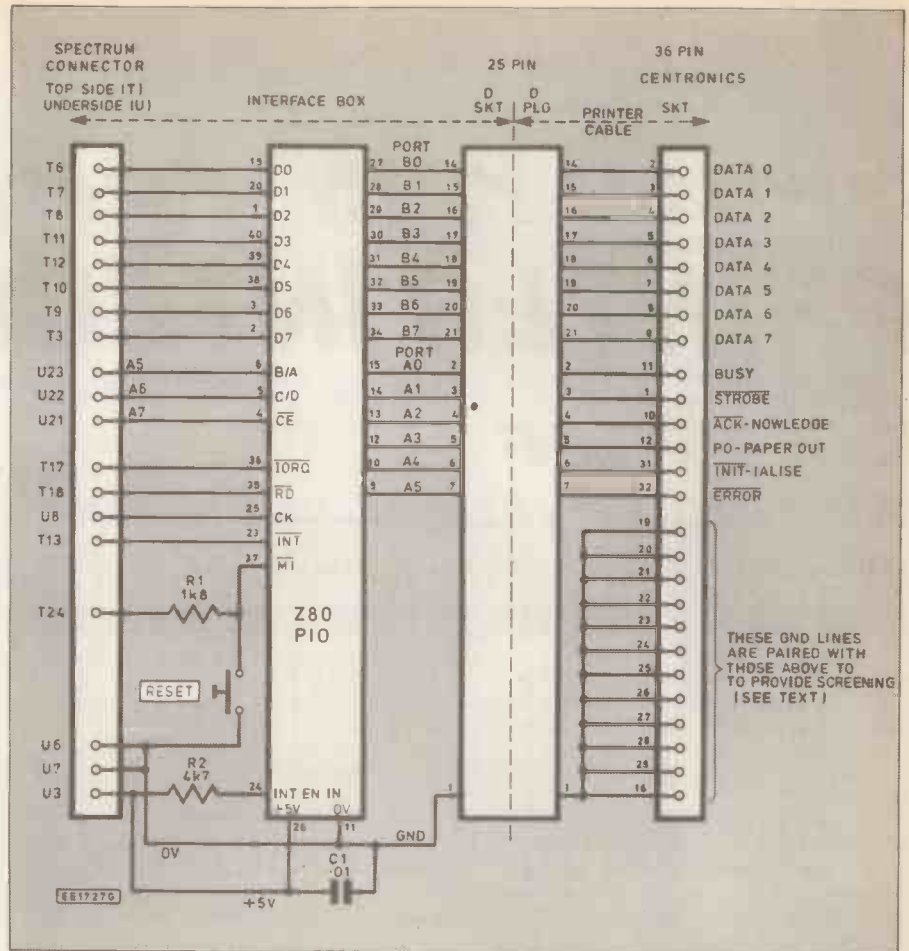 SPECTRUM
CONNECTOR
TOP SIDE (T)
UNDERSIDE (U)
INTERFACE BOX
25 PIN
D SKT
D PLG
36 PIN
CENTRONICS
PRINTER
CABLE
SKT
PORT
T6 15 D0 27 B0 14 14 2 DATA 0
T7 20 D1 28 B1 15 15 3 DATA 1
T8 1 D2 29 B2 16 16 4 DATA 2
T11 40 D3 30 B3 17 17 5 DATA 3
T12 39 D4 31 B4 18 18 6 DATA 4
T10 38 D5 B5 19 19 7 DATA 5
T9 3 D6 33 B6 20 20 8 DATA 6
T3 2 D7 34 B7 21 21 9 DATA 7
PORT
U23 A5 6 B/A 15 A0 2 2 11 BUSY
U22 A6 5 C/D 14 A1 3 3 1 STROBE
U21 A7 4 CE 13 A2 4 4 10 ACK-NOWLEDGE
12 A3 5 5 12 PO-PAPER OUT
T17 36 IORQ 10 A4 6 6 31 INIT-IALISE
T18 35 RD 9 A5 7 7 32 ERROR
U8 25 CK
19
T13 23 INT
20
37 M1
21
R1
1k8
22
T24
23
Z80
PIO
24
25
RESET
26
27
U6
28
U7
29
R2
4k7
U3 24 INT EN IN 1 1 16
THESE GND LINES
ARE PAIRED WITH
THOSE ABOVE TO
TO PROVIDE SCREENING
(SEE TEXT)
+5V 0V
26 11
GND
0V
C1
·01
+5V
EE1727G